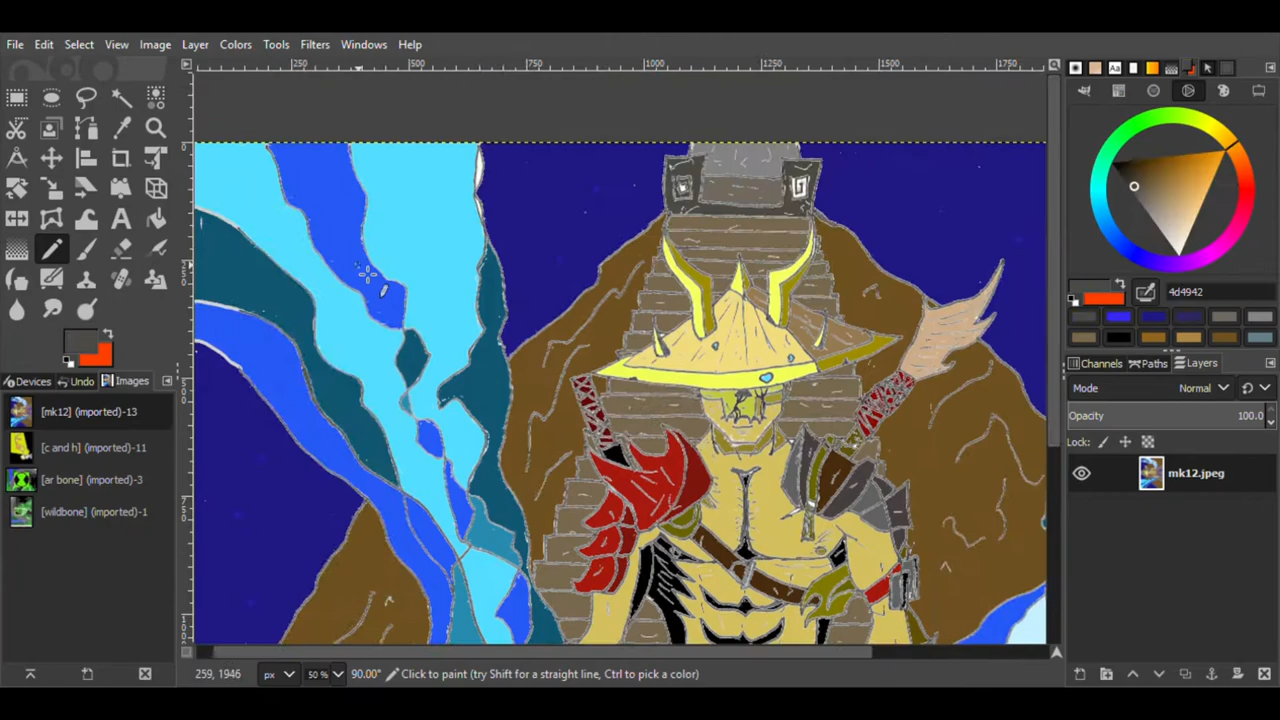 File Edit Select View Image Layer Colors Tools Filters Windows Help
250 500 750 1000 1250 1500 1750
Aa
4d4942
Devices Undo Images
Channels Paths Layers
Mode Normal
[mk12] (imported)-13
Opacity 100.0
[c and h] (imported)-11
Lock:
[ar bone] (imported)-3
mk12.jpeg
[wildbone] (imported)-1
259, 1946 px 50 % 90.00° Click to paint (try Shift for a straight line, Ctrl to pick a color)